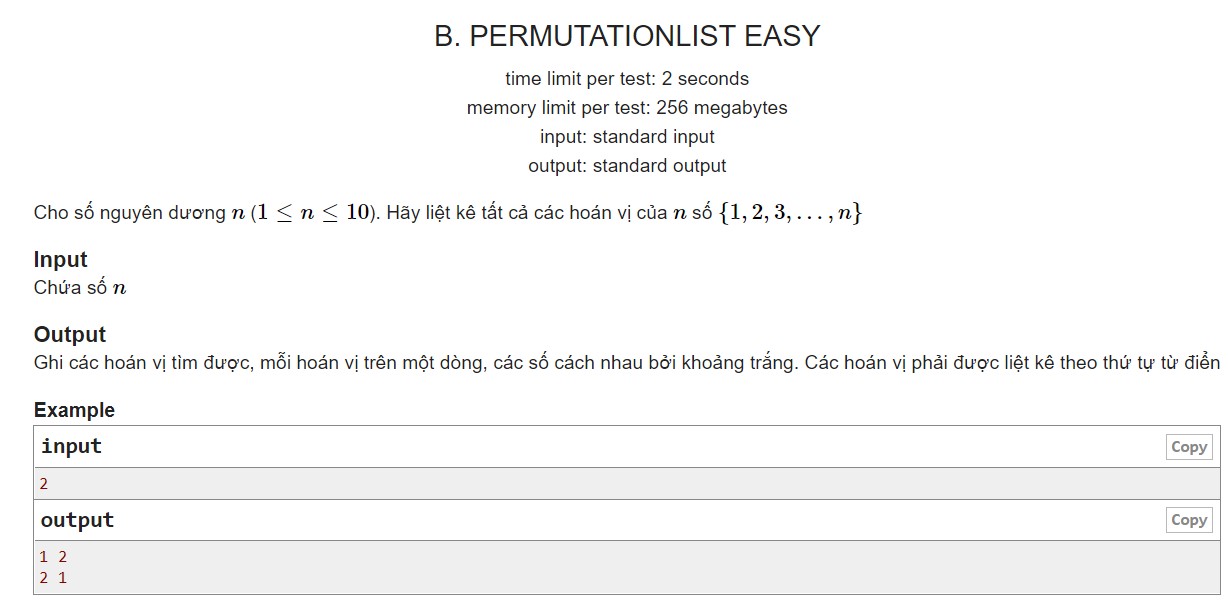 B. PERMUTATIONLIST EASY
time limit per test: 2 seconds
memory limit per test: 256 megabytes
input: standard input
output: standard output
Cho số nguyên dương n (1 ≤ n ≤ 10). Hãy liệt kê tất cả các hoán vị của n số {1, 2, 3, . . . , n}
Input
Chứa số n
Output
Ghi các hoán vị tìm được, mỗi hoán vị trên một dòng, các số cách nhau bởi khoảng trắng. Các hoán vị phải được liệt kê theo thứ tự từ điển
Example
input Copy
2
output Copy
1 2
2 1